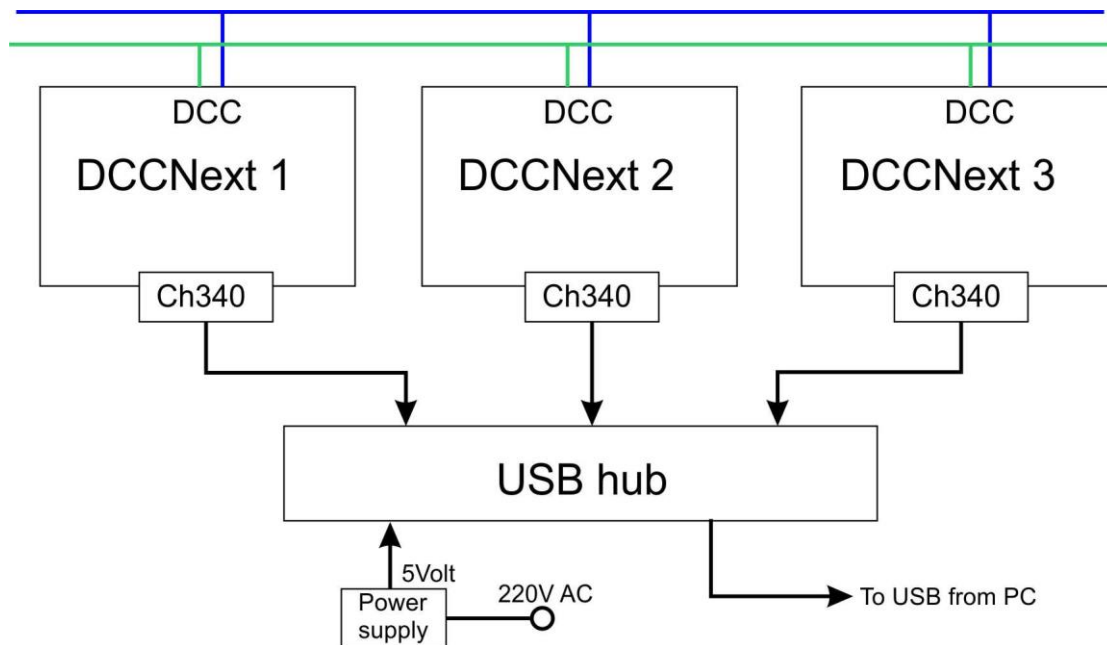 DCC
DCCNext 1
Ch340
DCC
DCCNext 2
Ch340
DCC
DCCNext 3
Ch340
USB hub
5Volt
Power
supply
220V AC
To USB from PC